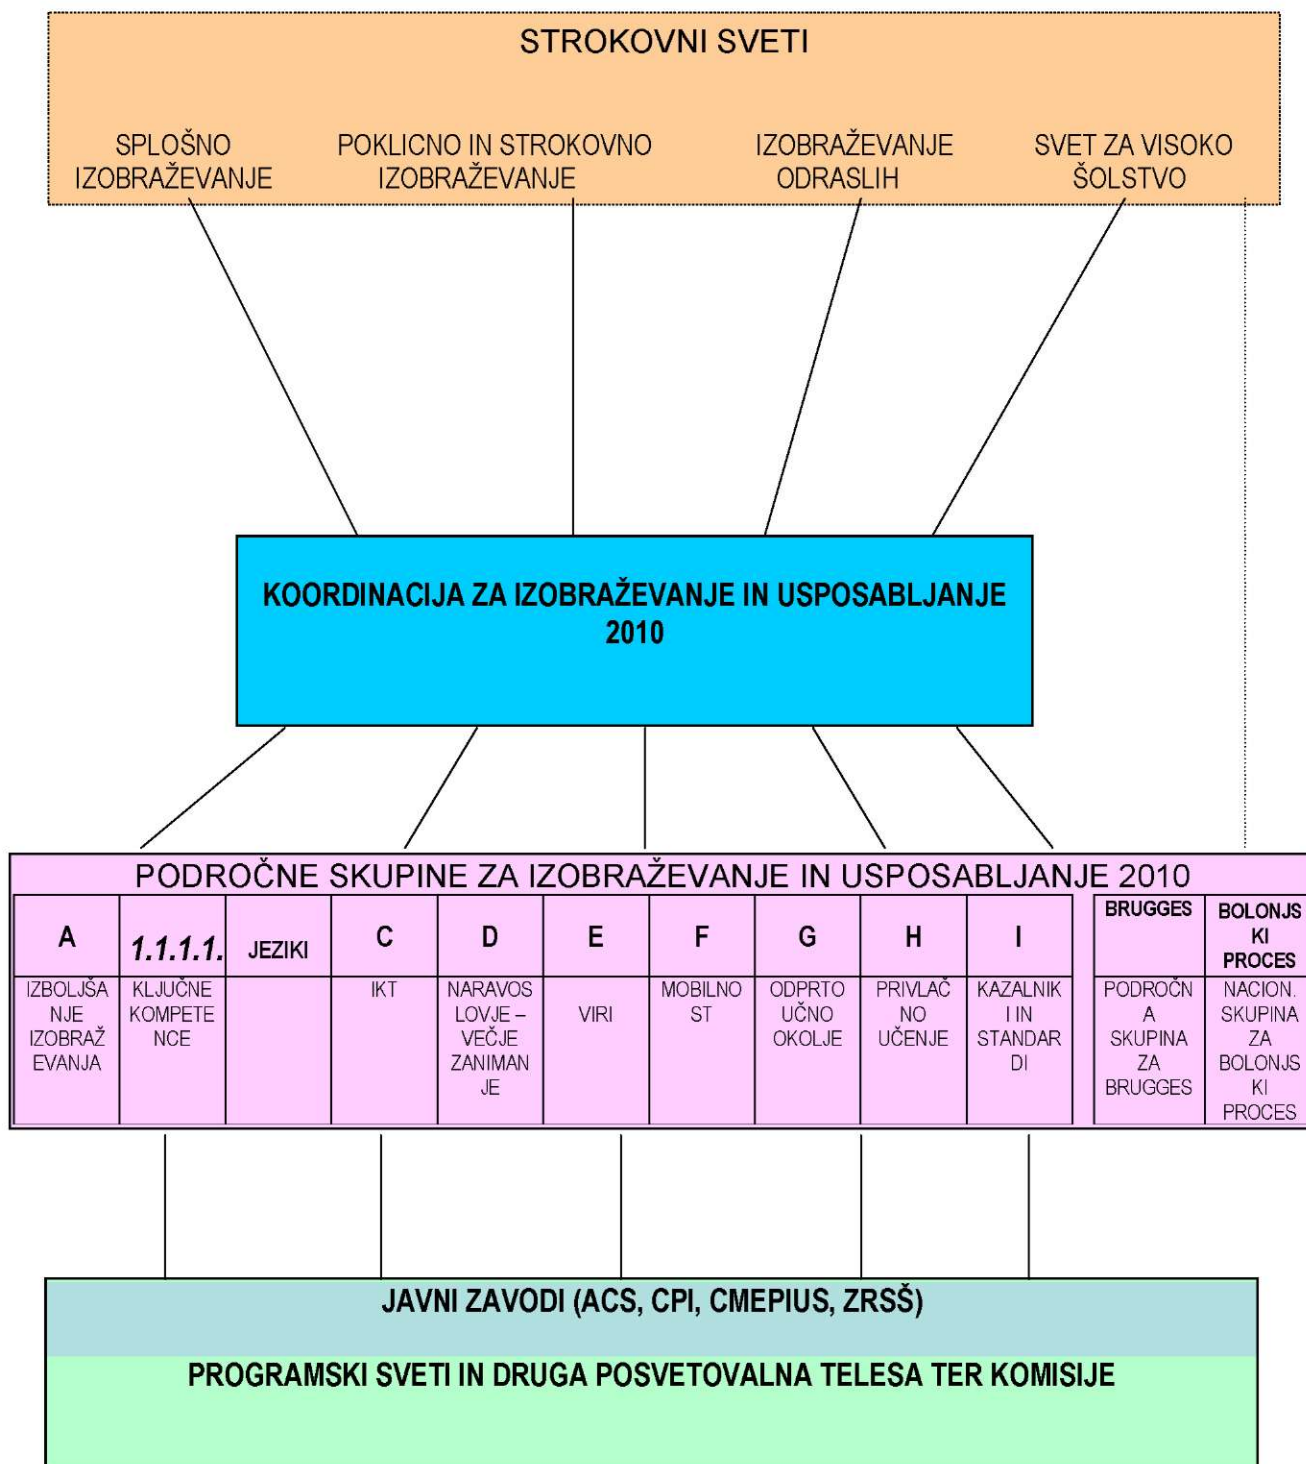 STROKOVNI SVETI
SPLOŠNO
IZOBRAŽEVANJE
POKLICNO IN STROKOVNO
IZOBRAŽEVANJE
IZOBRAŽEVANJE
ODRASLIH
SVET ZA VISOKO
ŠOLSTVO
KOORDINACIJA ZA IZOBRAŽEVANJE IN USPOSABLJANJE
2010
PODROČNE SKUPINE ZA IZOBRAŽEVANJE IN USPOSABLJANJE 2010
A
1.1.1.1.
JEZIKI
C
D
E
F
G
H
I
BRUGGES
BOLONJS
KI
PROCES
IZBOLJŠA
NJE
IZOBRAŽ
EVANJA
KLJUČNE
KOMPETE
NCE
IKT
NARAVOS
LOVJE –
VEČJE
ZANIMAN
JE
VIRI
MOBILNO
ST
ODPRTO
UČNO
OKOLJE
PRIVLAČ
NO
UČENJE
KAZALNIK
I IN
STANDAR
DI
PODROČN
A
SKUPINA
ZA
BRUGGES
NACION.
SKUPINA
ZA
BOLONJS
KI
PROCES
JAVNI ZAVODI (ACS, CPI, CMEPIUS, ZRSŠ)
PROGRAMSKI SVETI IN DRUGA POSVETOVALNA TELESA TER KOMISIJE